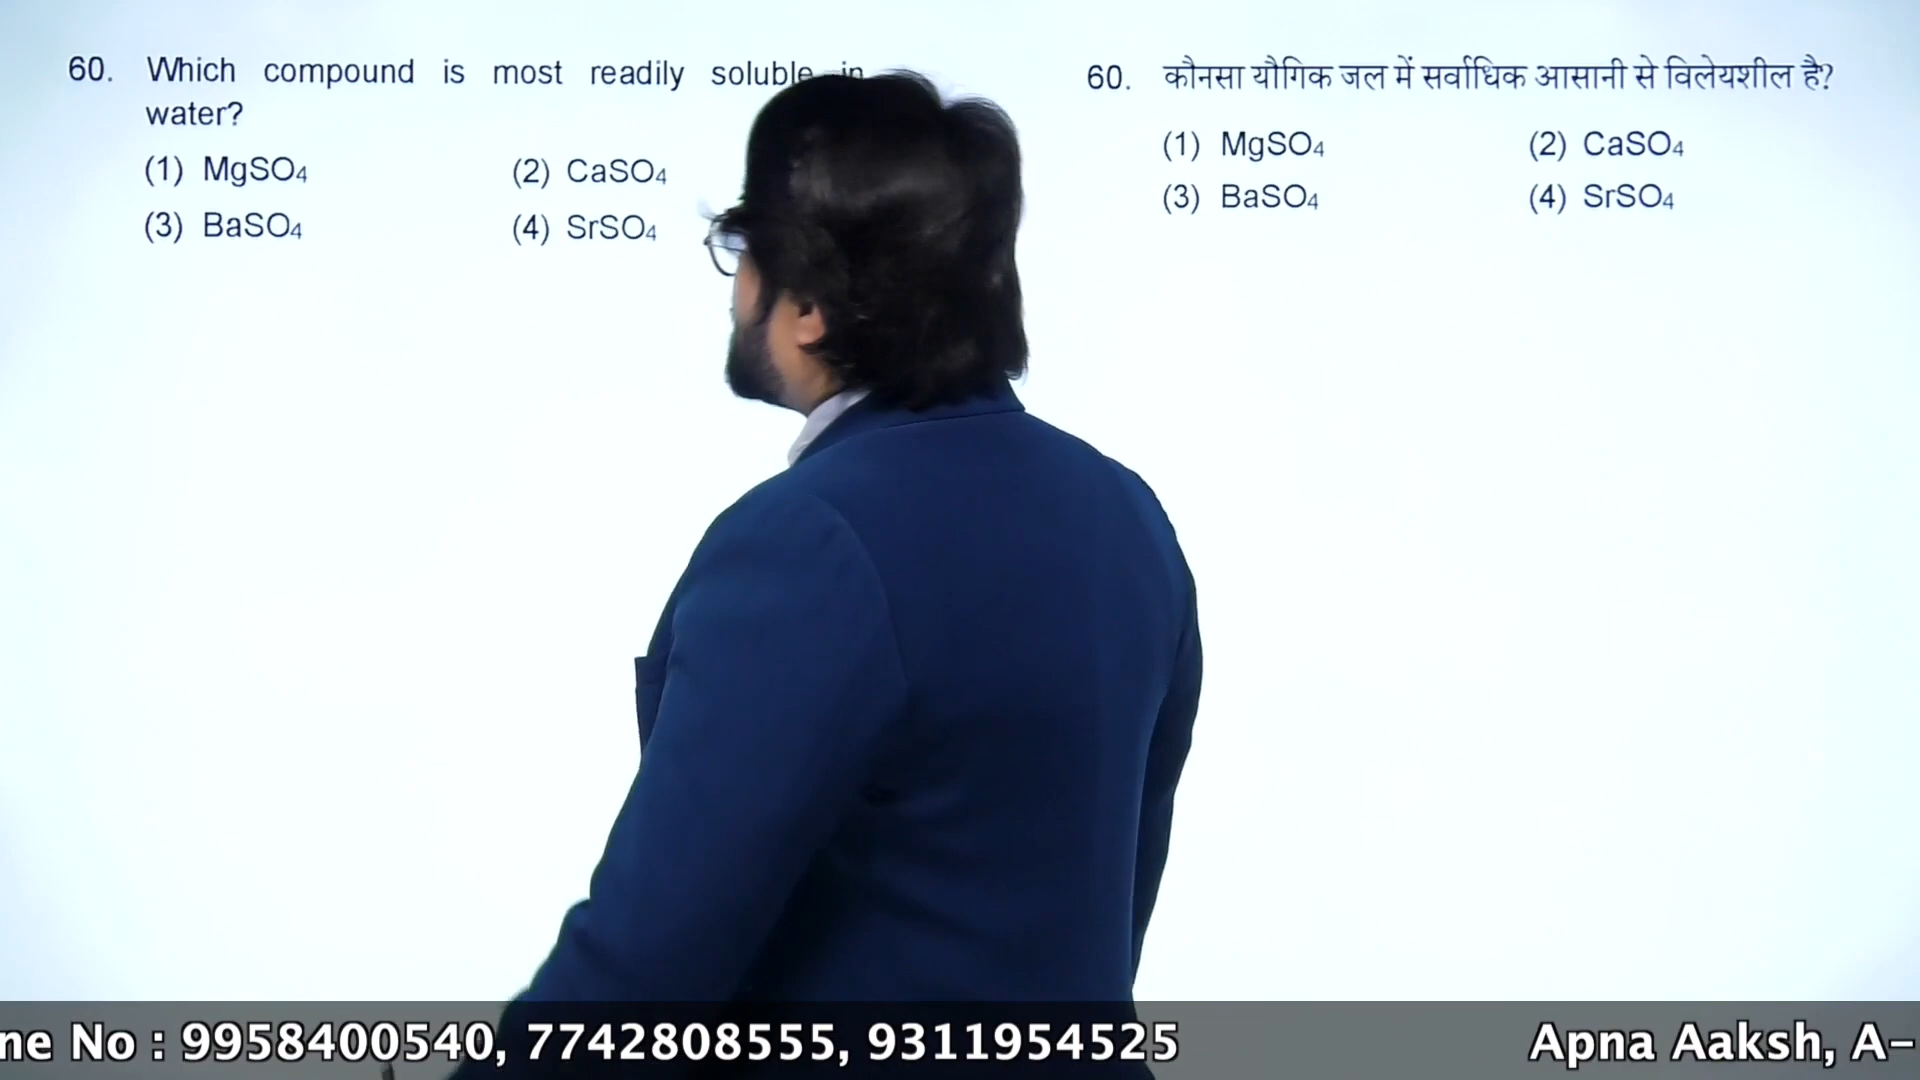 60. Which compound is most readily soluble in
water?
(1) MgSO₄ (2) CaSO₄
(3) BaSO₄ (4) SrSO₄
60. कौनसा यौगिक जल में सर्वाधिक आसानी से विलेयशील है?
(1) MgSO₄ (2) CaSO₄
(3) BaSO₄ (4) SrSO₄
ne No : 9958400540, 7742808555, 9311954525 Apna Aaksh, A-